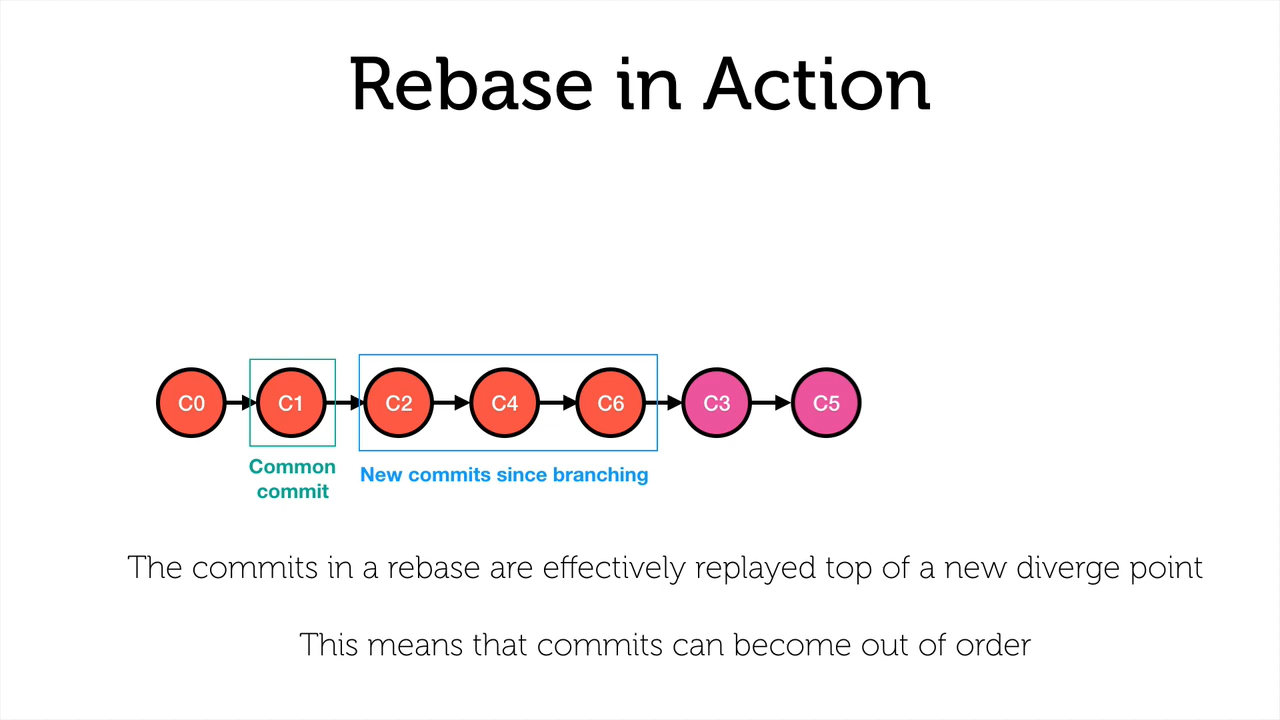 Rebase in Action
C0 C1 C2 C4 C6 C3 C5
Common
commit
New commits since branching
The commits in a rebase are effectively replayed top of a new diverge point
This means that commits can become out of order